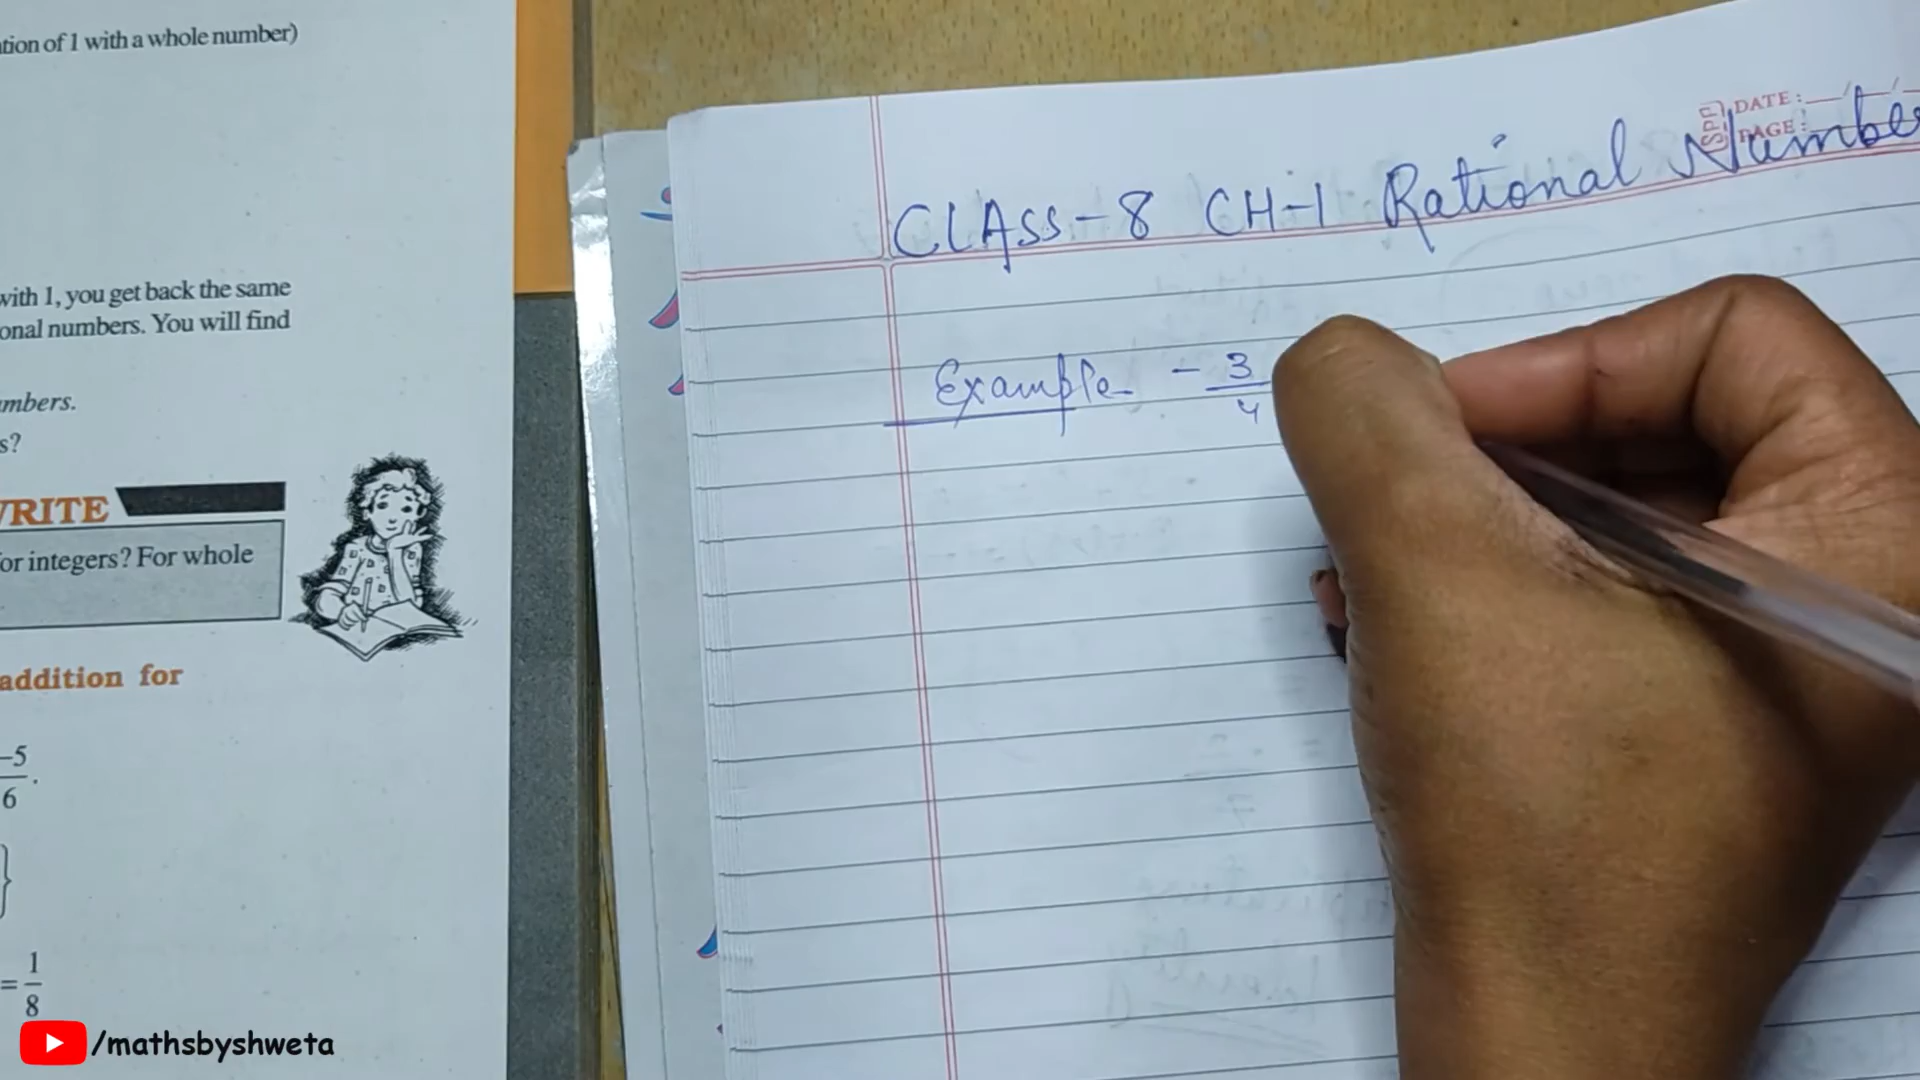 tion of 1 with a whole number)
with 1, you get back the same
onal numbers. You will find
mbers.
s?
RITE
or integers? For whole
addition for
-5
6 .
}
= 1
8
/mathsbyshweta
DATE: / /
PAGE:
CLASS-8 CH-1 Rational Number
Example - 3
4